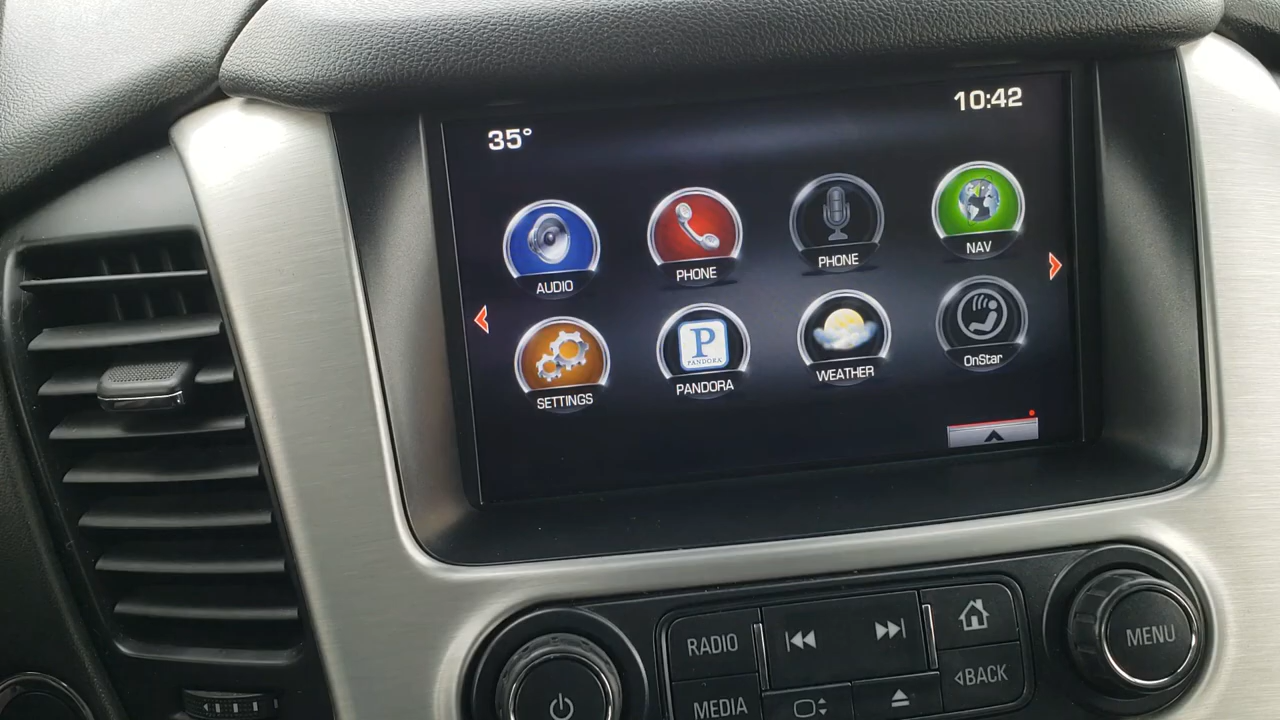 35°
10:42
AUDIO
PHONE
PHONE
NAV
SETTINGS
P
PANDORA
PANDORA
WEATHER
OnStar
RADIO
MEDIA
BACK
MENU